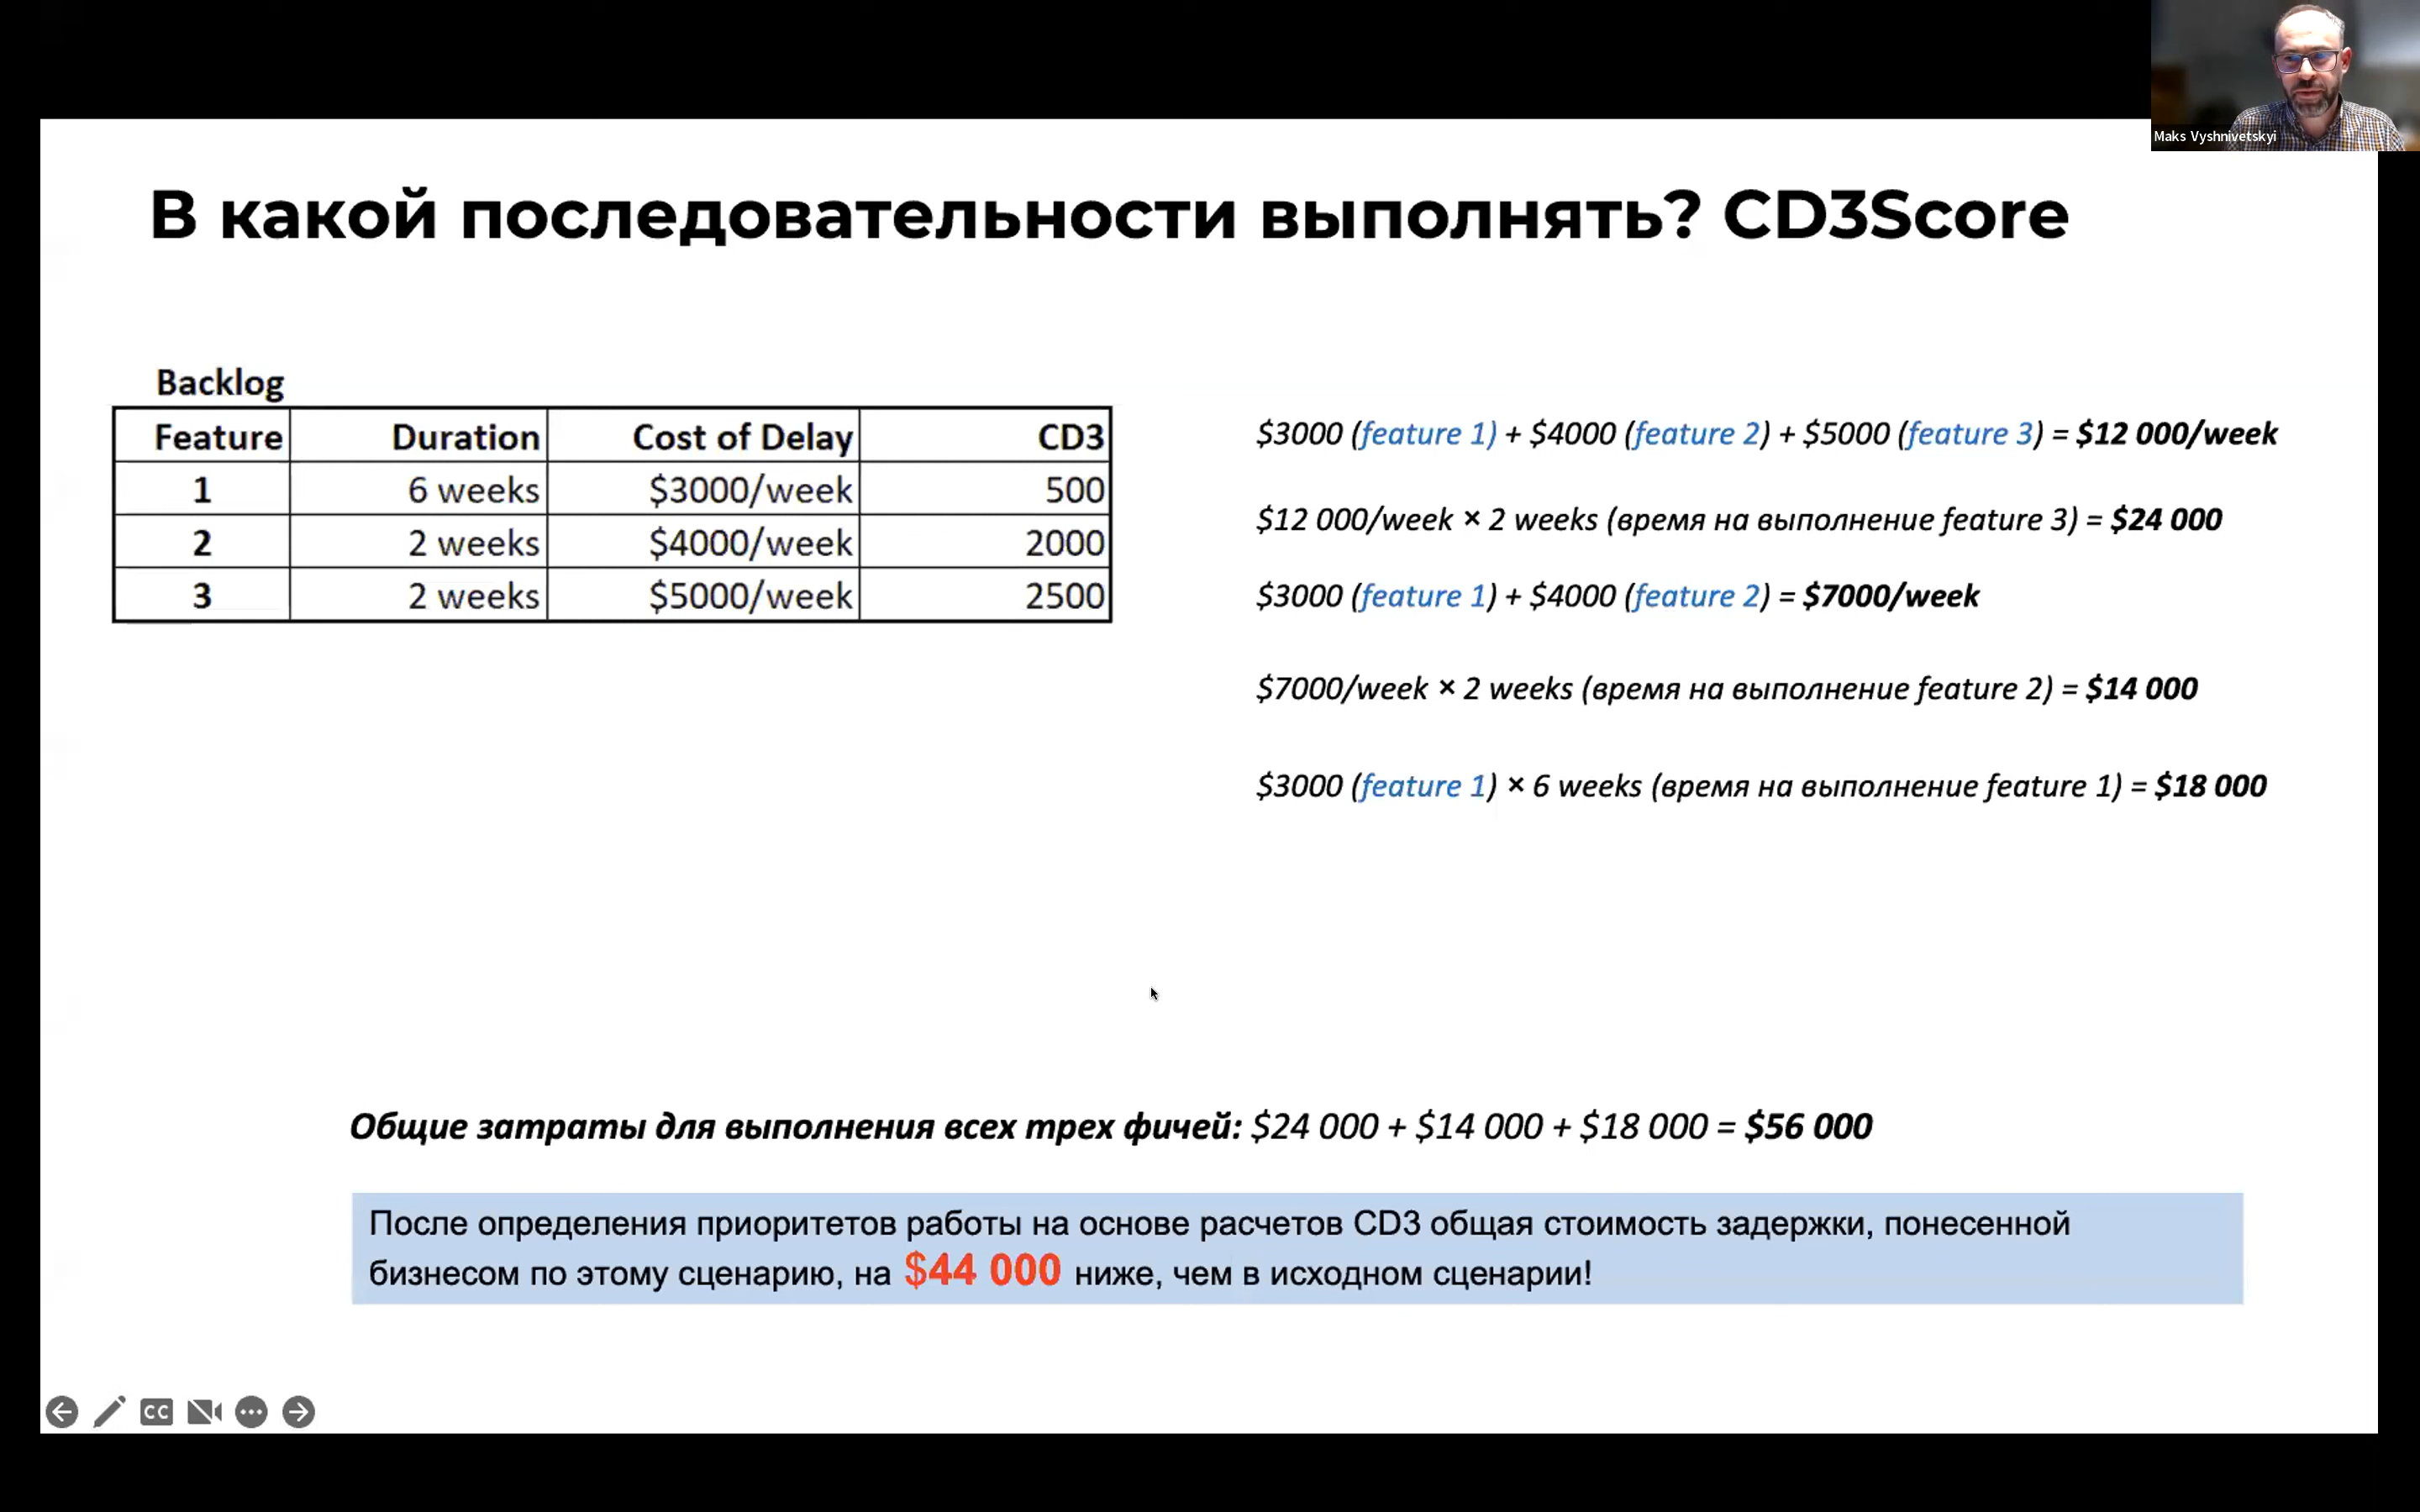 Maks Vyshnivetskyi
В какой последовательности выполнять? CD3Score
Backlog
Feature Duration Cost of Delay CD3
1 6 weeks $3000/week 500
2 2 weeks $4000/week 2000
3 2 weeks $5000/week 2500
$3000 (feature 1) + $4000 (feature 2) + $5000 (feature 3) = $12 000/week
$12 000/week × 2 weeks (время на выполнение feature 3) = $24 000
$3000 (feature 1) + $4000 (feature 2) = $7000/week
$7000/week × 2 weeks (время на выполнение feature 2) = $14 000
$3000 (feature 1) × 6 weeks (время на выполнение feature 1) = $18 000
Общие затраты для выполнения всех трех фичей: $24 000 + $14 000 + $18 000 = $56 000
После определения приоритетов работы на основе расчетов CD3 общая стоимость задержки, понесенной
бизнесом по этому сценарию, на $44 000 ниже, чем в исходном сценарии!
CC